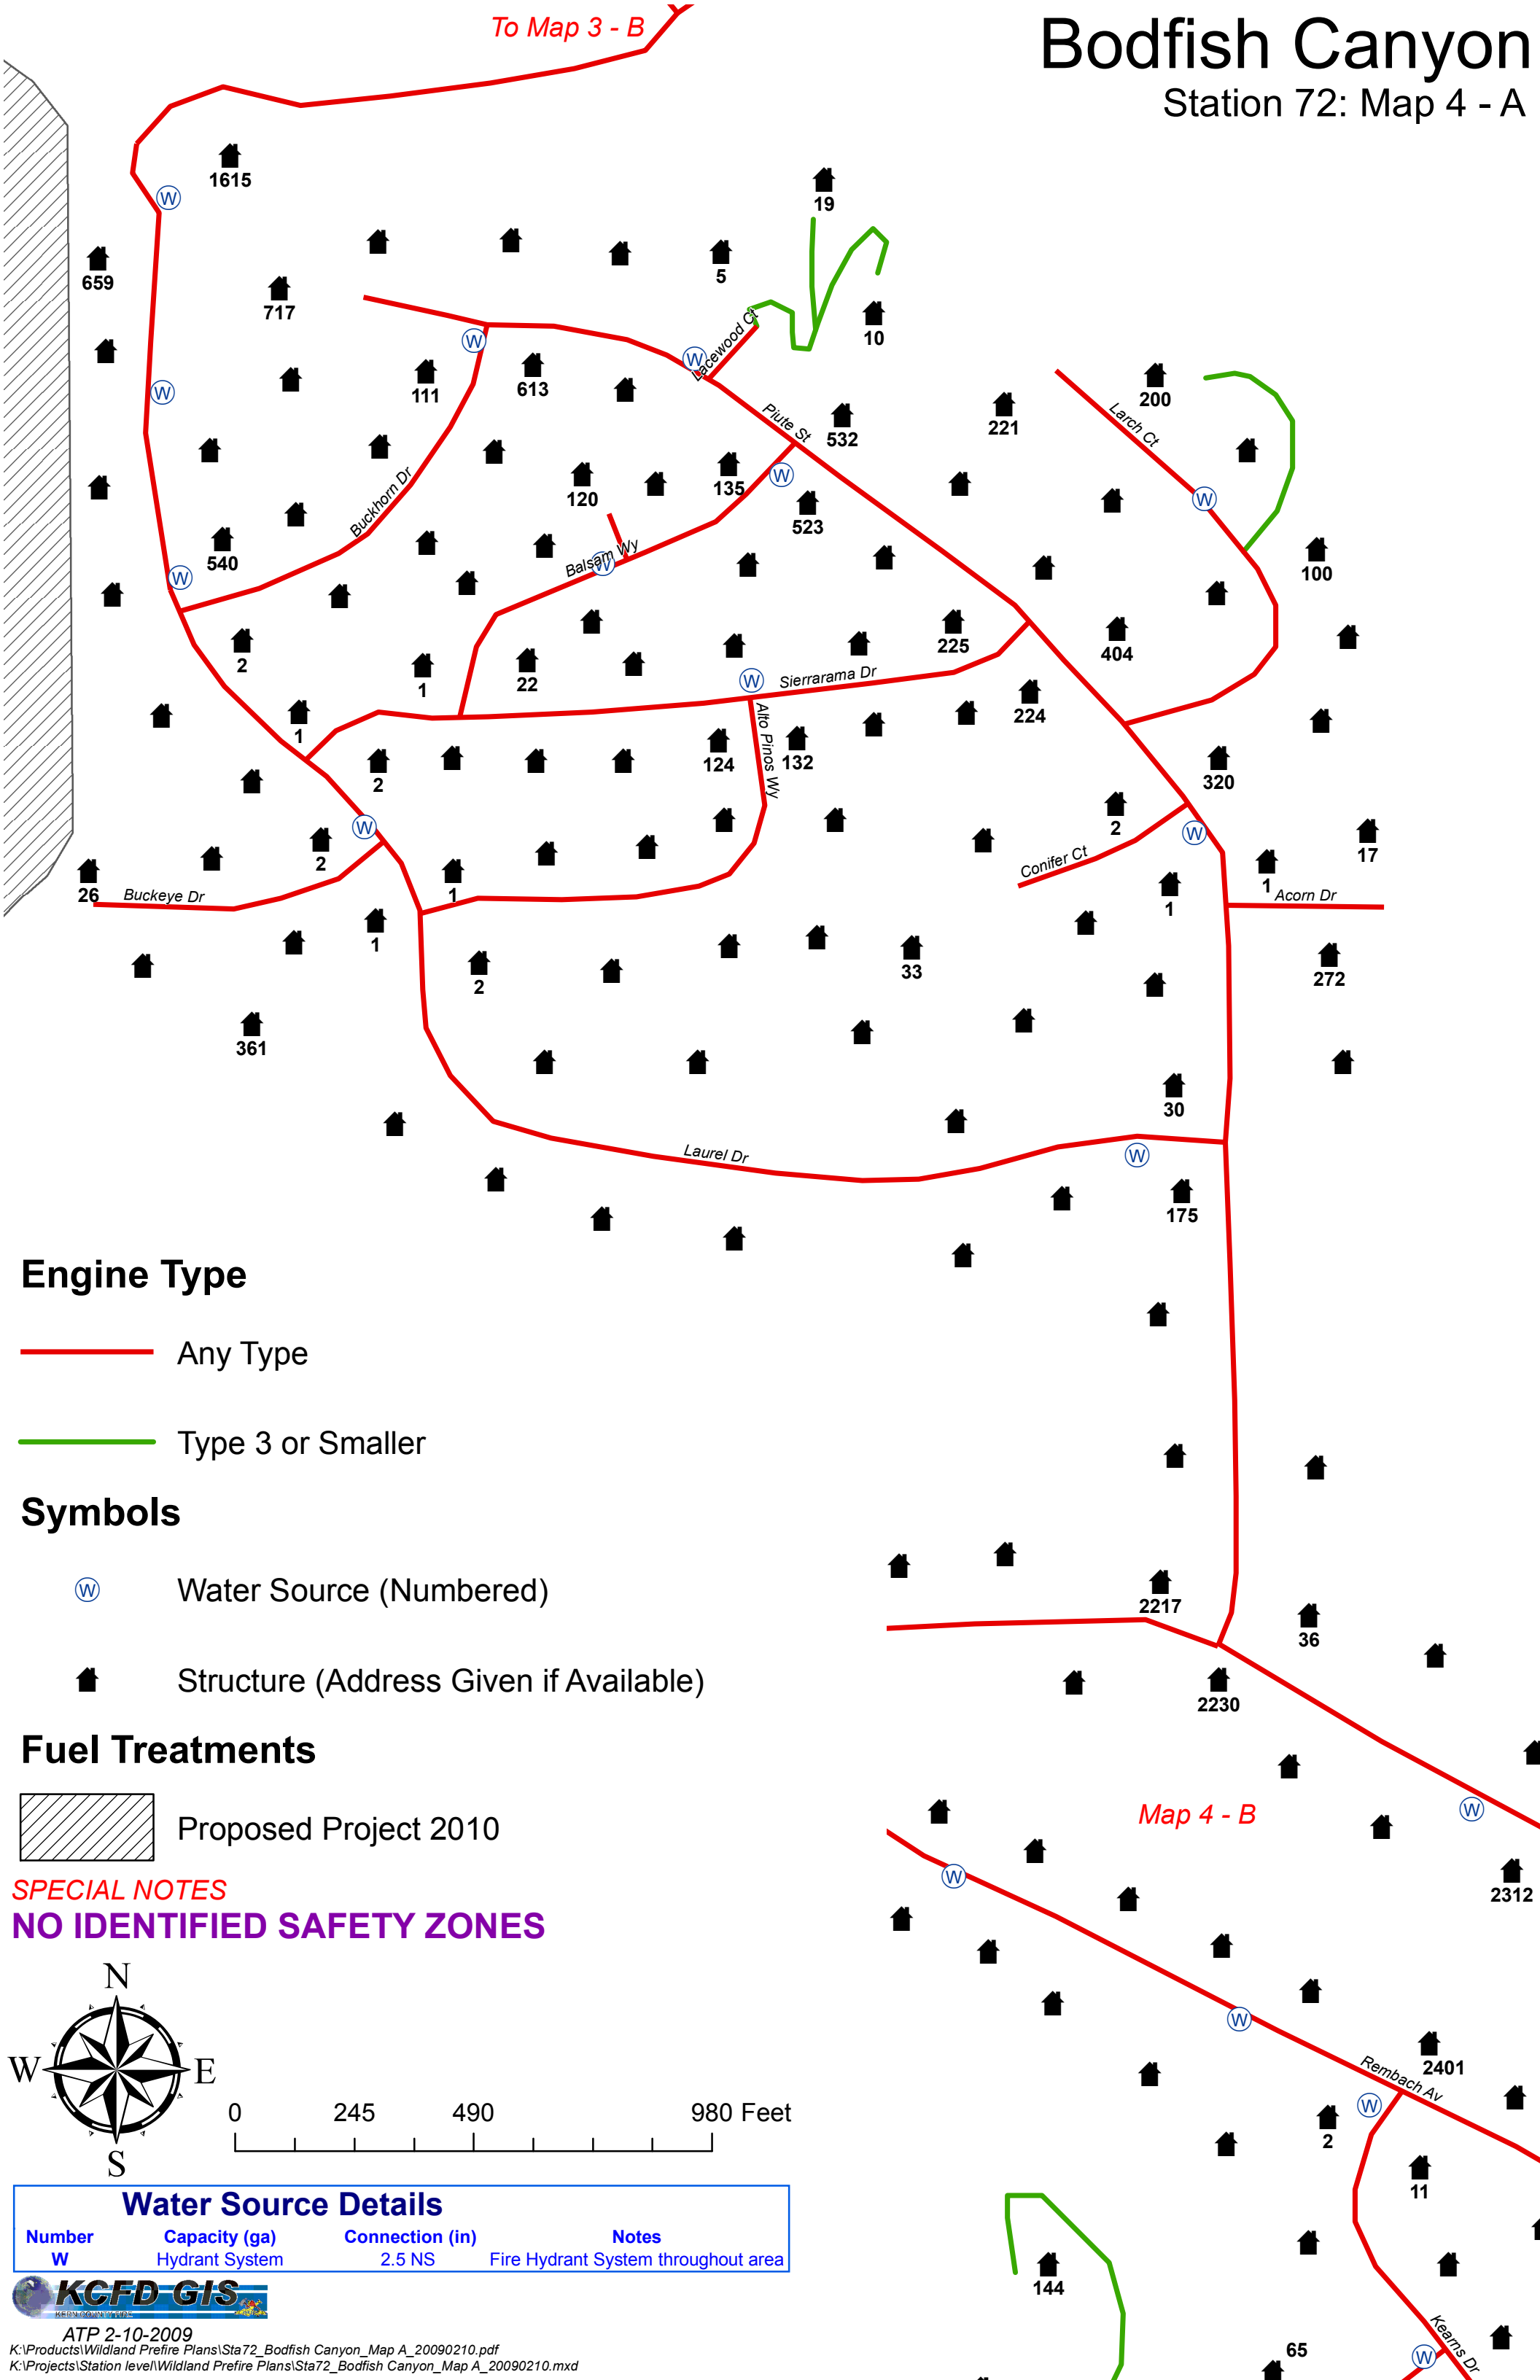 To Map 3 - B
Bodfish Canyon
Station 72: Map 4 - A
1615
19
W
659
5
717
10
W
W
Lacewood Ct
111
613
200
W
Piute St
532
221
Larch Ct
135
W
120
Buckhorn Dr
W
523
540
Balsam Wy
W
100
W
225
404
2
1
22
W
Sierrarama Dr
224
1
Alto Pinos Wy
124
132
2
320
W
2
W
2
17
Conifer Ct
1
26
Buckeye Dr
1
1
Acorn Dr
1
2
33
272
361
30
Laurel Dr
W
175
Engine Type
Any Type
Type 3 or Smaller
Symbols
W
Water Source (Numbered)
2217
36
Structure (Address Given if Available)
2230
Fuel Treatments
Map 4 - B
W
Proposed Project 2010
W
2312
SPECIAL NOTES
NO IDENTIFIED SAFETY ZONES
N
W
E
S
W
2401
Rembach Av
W
2
11
0 245 490 980 Feet
Water Source Details
Number Capacity (ga) Connection (in) Notes
W Hydrant System 2.5 NS Fire Hydrant System throughout area
144
KCFD GIS
KERN COUNTY FIRE
Kearns Dr
65
W
ATP 2-10-2009
K:\Products\Wildland Prefire Plans\Sta72_Bodfish Canyon_Map A_20090210.pdf
K:\Projects\Station level\Wildland Prefire Plans\Sta72_Bodfish Canyon_Map A_20090210.mxd